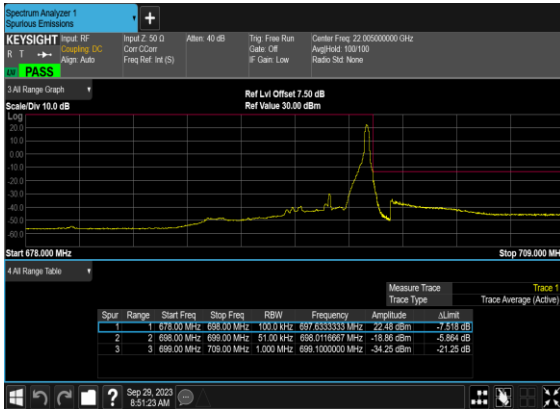 Spectrum Analyzer 1
Spurious Emissions
+
KEYSIGHT Input: RF Input Z: 50 Ω Atten: 40 dB Trig: Free Run Center Freq: 22.005000000 GHz
R T Coupling: DC Corr CCorr Gate: Off Avg|Hold: 100/100
Align: Auto Freq Ref: Int (S) IF Gain: Low Radio Std: None
LXI PASS
3 All Range Graph
Ref Lvl Offset 7.50 dB
Scale/Div 10.0 dB Ref Value 30.00 dBm
Log
20.0
10.0
0.00
-10.0
-20.0
-30.0
-40.0
-50.0
-60.0
Start 678.000 MHz Stop 709.000 MHz
4 All Range Table
Measure Trace Trace 1
Trace Type Trace Average (Active)
Spur Range Start Freq Stop Freq RBW Frequency Amplitude ΔLimit
1 1 678.00 MHz 698.00 MHz 100.0 kHz 697.6333333 MHz 22.48 dBm -7.518 dB
2 2 698.00 MHz 699.00 MHz 51.00 kHz 698.0116667 MHz -18.86 dBm -5.864 dB
3 3 699.00 MHz 709.00 MHz 1.000 MHz 699.1000000 MHz -34.25 dBm -21.25 dB
? Sep 29, 2023
8:51:23 AM